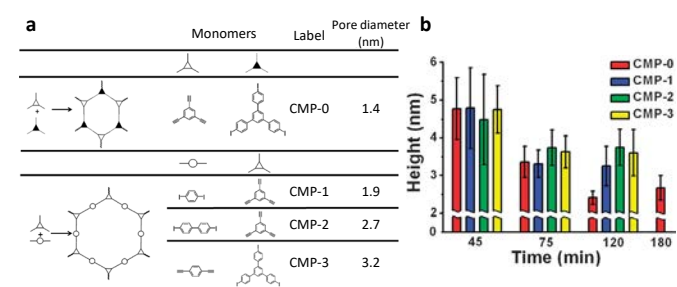 a
Monomers Label Pore diameter
(nm)
+
CMP-0 1.4
I I I
CMP-1 1.9
I I
+
CMP-2 2.7
I I
CMP-3 3.2
I I I
b
CMP-0
CMP-1
CMP-2
CMP-3
Height (nm)
6
5
4
3
2
0
45 75 120 180
Time (min)